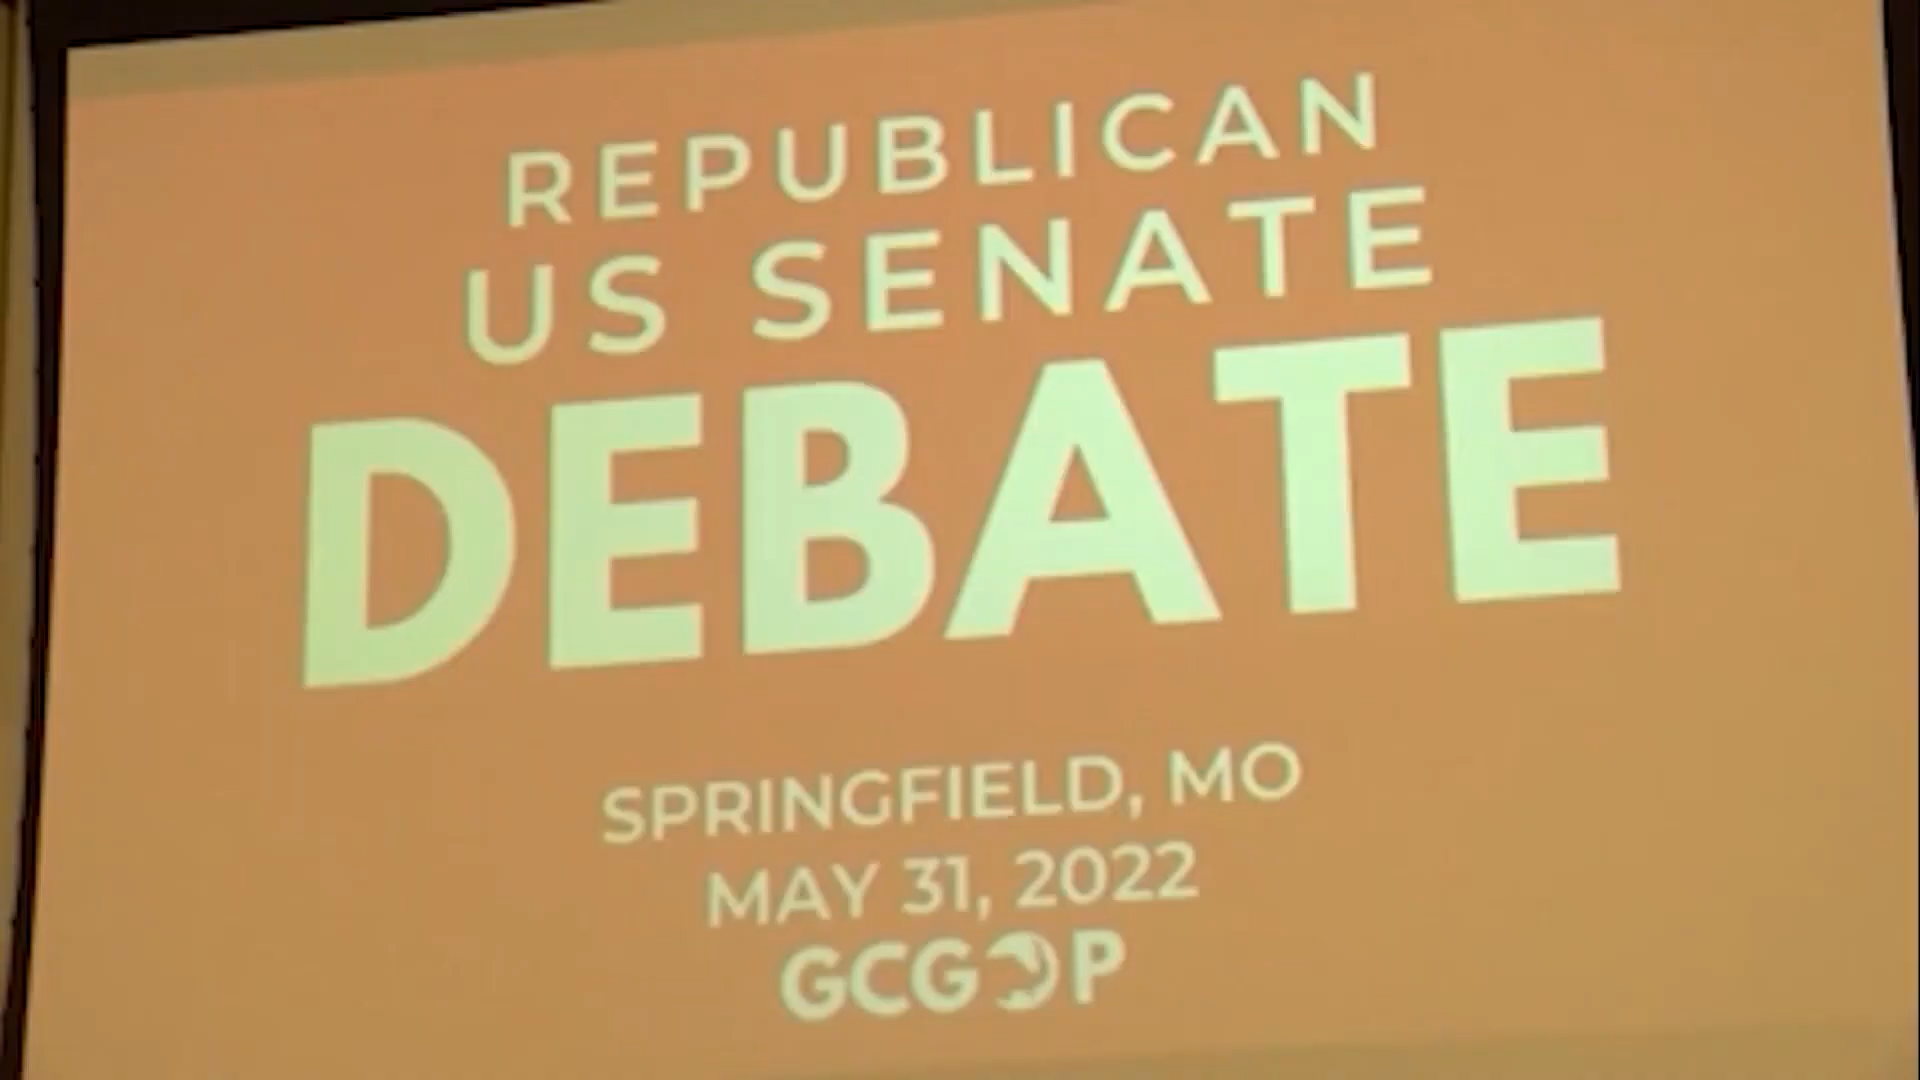 REPUBLICAN
US SENATE
DEBATE
SPRINGFIELD, MO
MAY 31, 2022
GCGOP